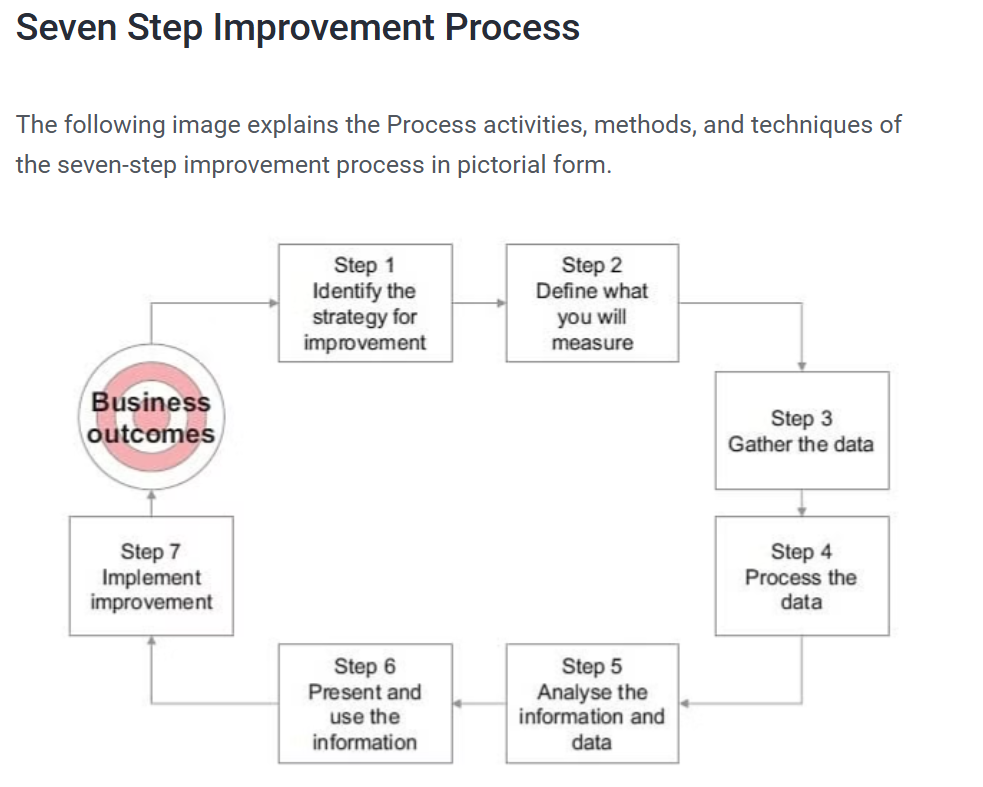 Seven Step Improvement Process
The following image explains the Process activities, methods, and techniques of
the seven-step improvement process in pictorial form.
Step 1
Identify the
strategy for
improvement
Step 2
Define what
you will
measure
Step 3
Gather the data
Step 4
Process the
data
Step 5
Analyse the
information and
data
Step 6
Present and
use the
information
Step 7
Implement
improvement
Business
outcomes